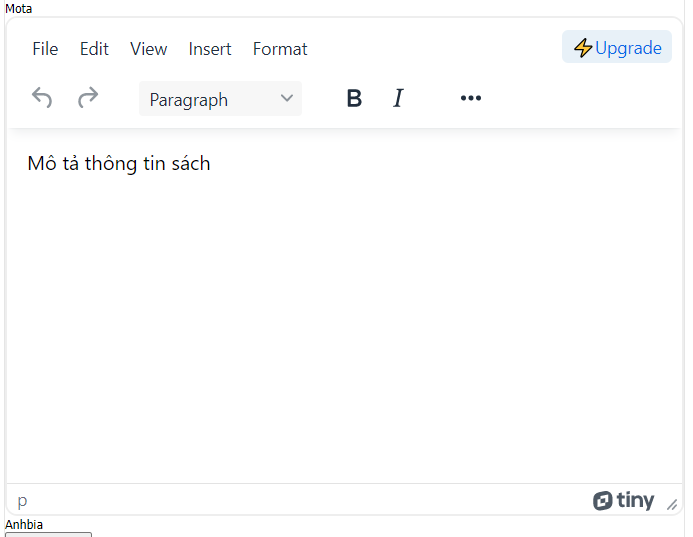 Mota
File Edit View Insert Format ⚡Upgrade
Paragraph B I ...
Mô tả thông tin sách
p tiny
Anhbia